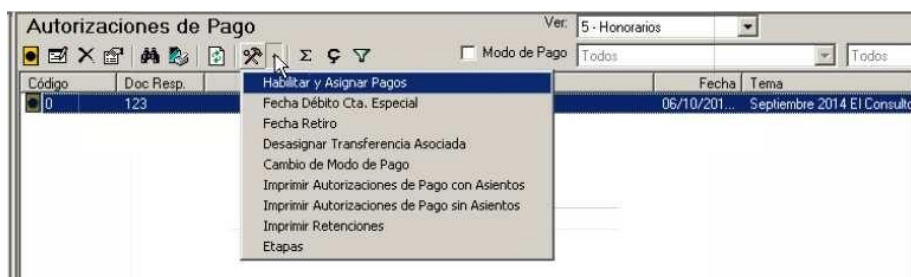 Autorizaciones de Pago
Ver: 5 - Honorarios
Modo de Pago Todos Todos
Código Doc Resp. Fecha Tema
0 123 06/10/201... Septiembre 2014 El Consulto
Habilitar y Asignar Pagos
Fecha Débito Cta. Especial
Fecha Retiro
Desasignar Transferencia Asociada
Cambio de Modo de Pago
Imprimir Autorizaciones de Pago con Asientos
Imprimir Autorizaciones de Pago sin Asientos
Imprimir Retenciones
Etapas